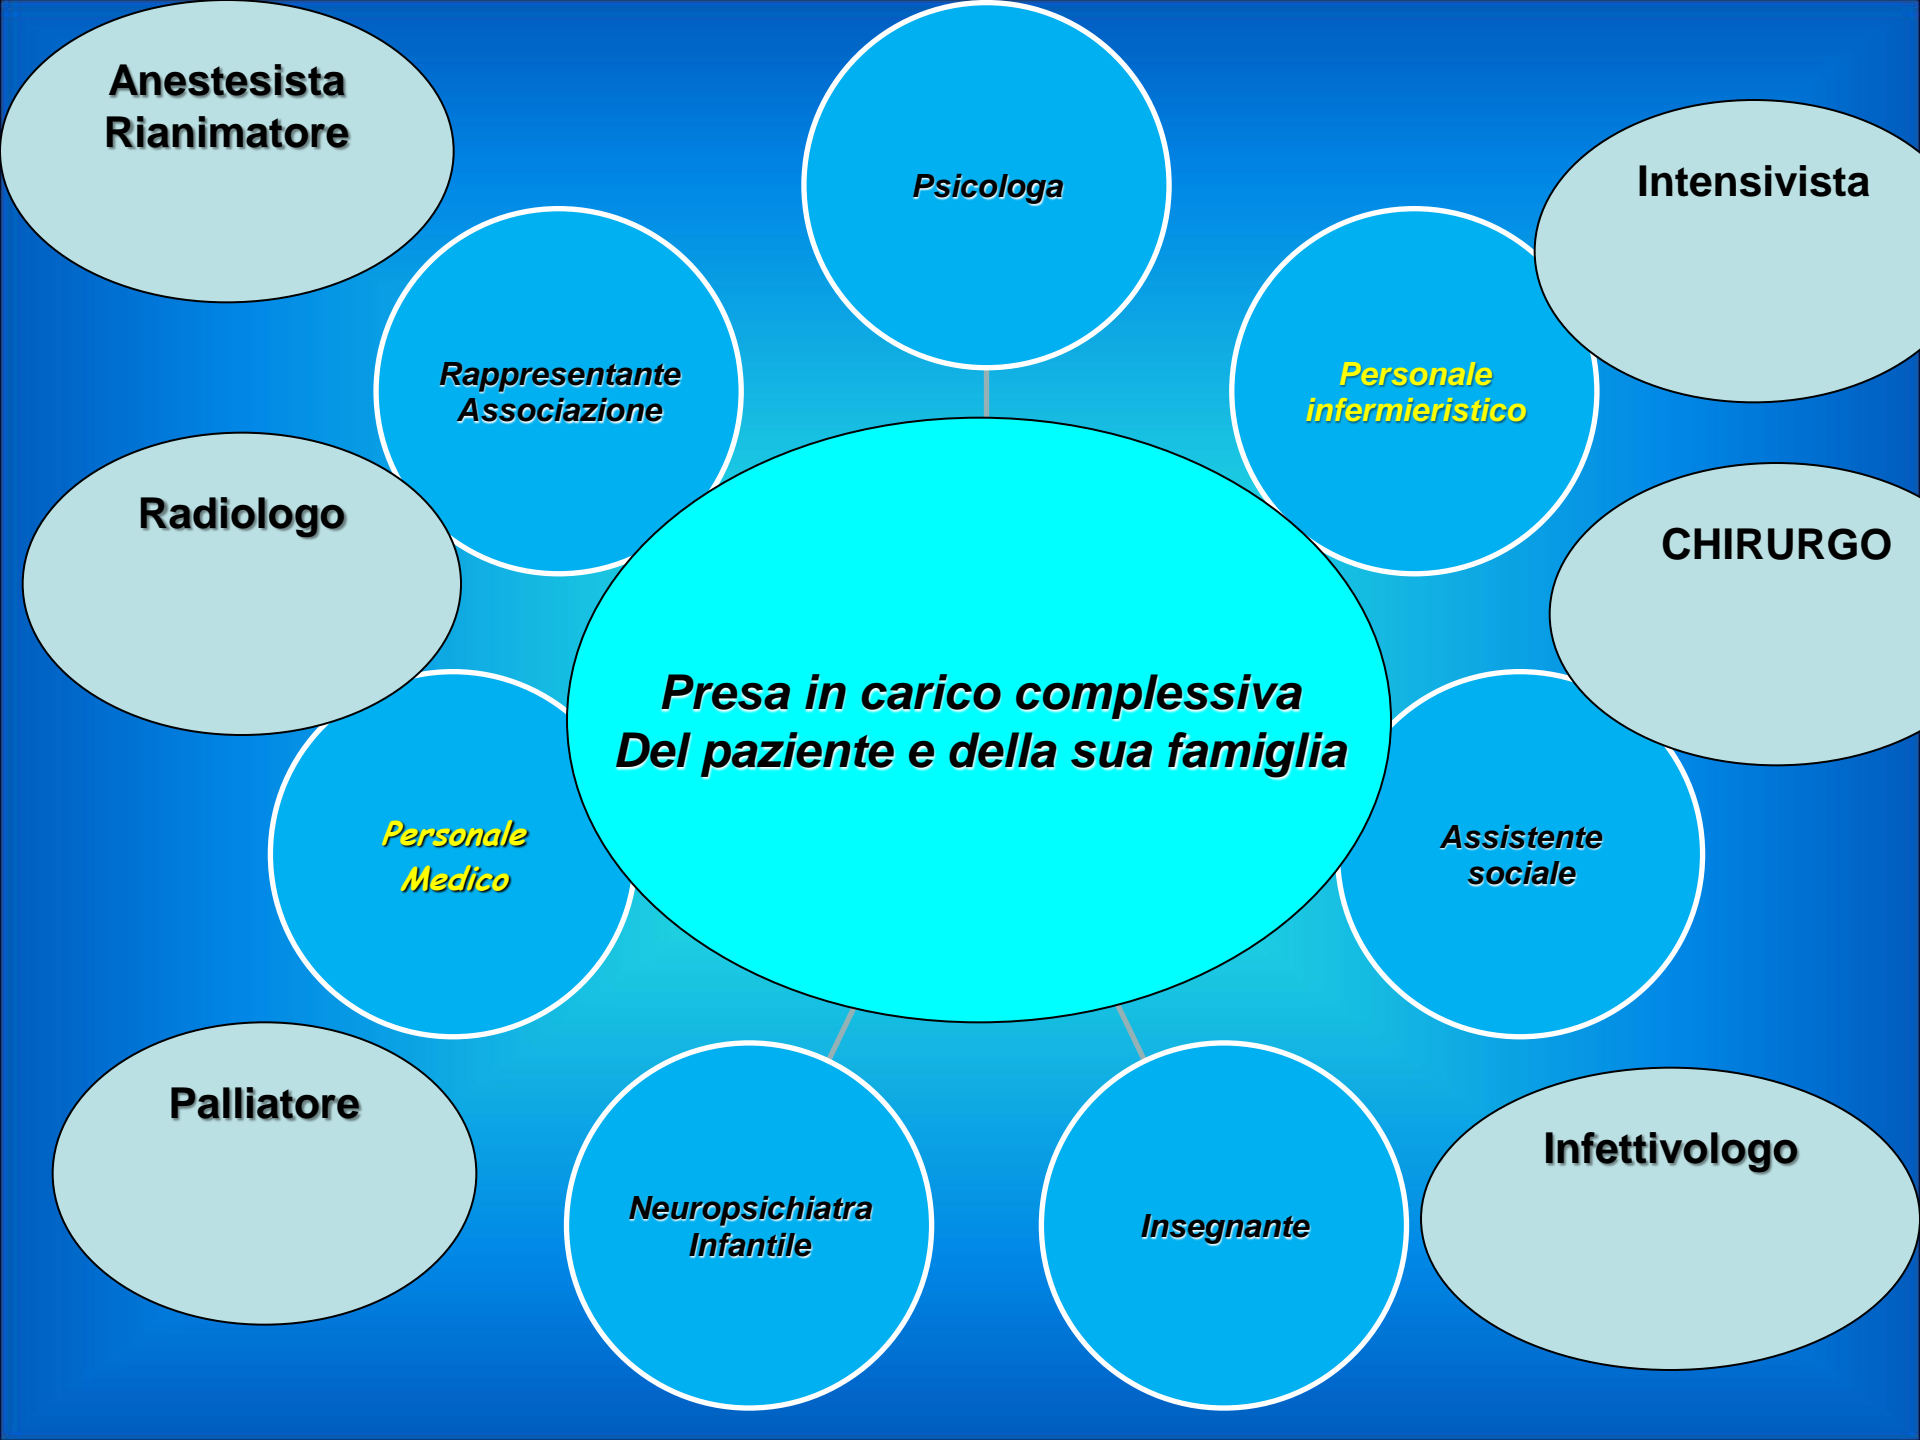 Anestesista
Rianimatore
Psicologa
Intensivista
Rappresentante
Associazione
Personale
infermieristico
Radiologo
CHIRURGO
Presa in carico complessiva
Del paziente e della sua famiglia
Personale
Medico
Assistente
sociale
Palliatore
Infettivologo
Neuropsichiatra
Infantile
Insegnante